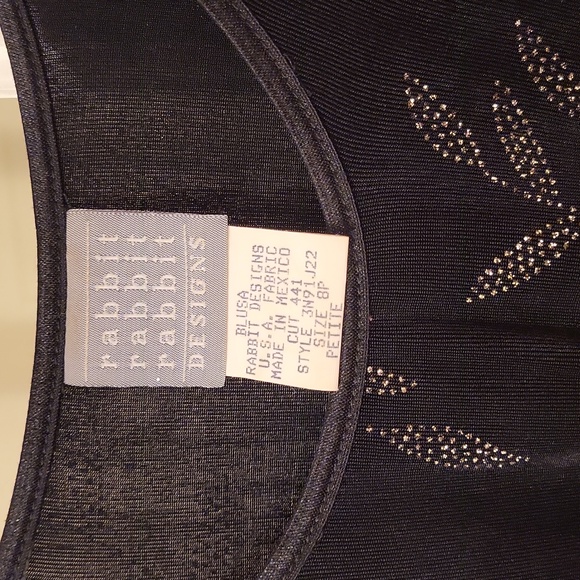 rabbit
rabbit
rabbit
DESIGNS
BLUSA
RABBIT DESIGNS
U.S.A. FABRIC
MADE IN MEXICO
CUT 441
STYLE 3N91J22
SIZE 8P
PETITE